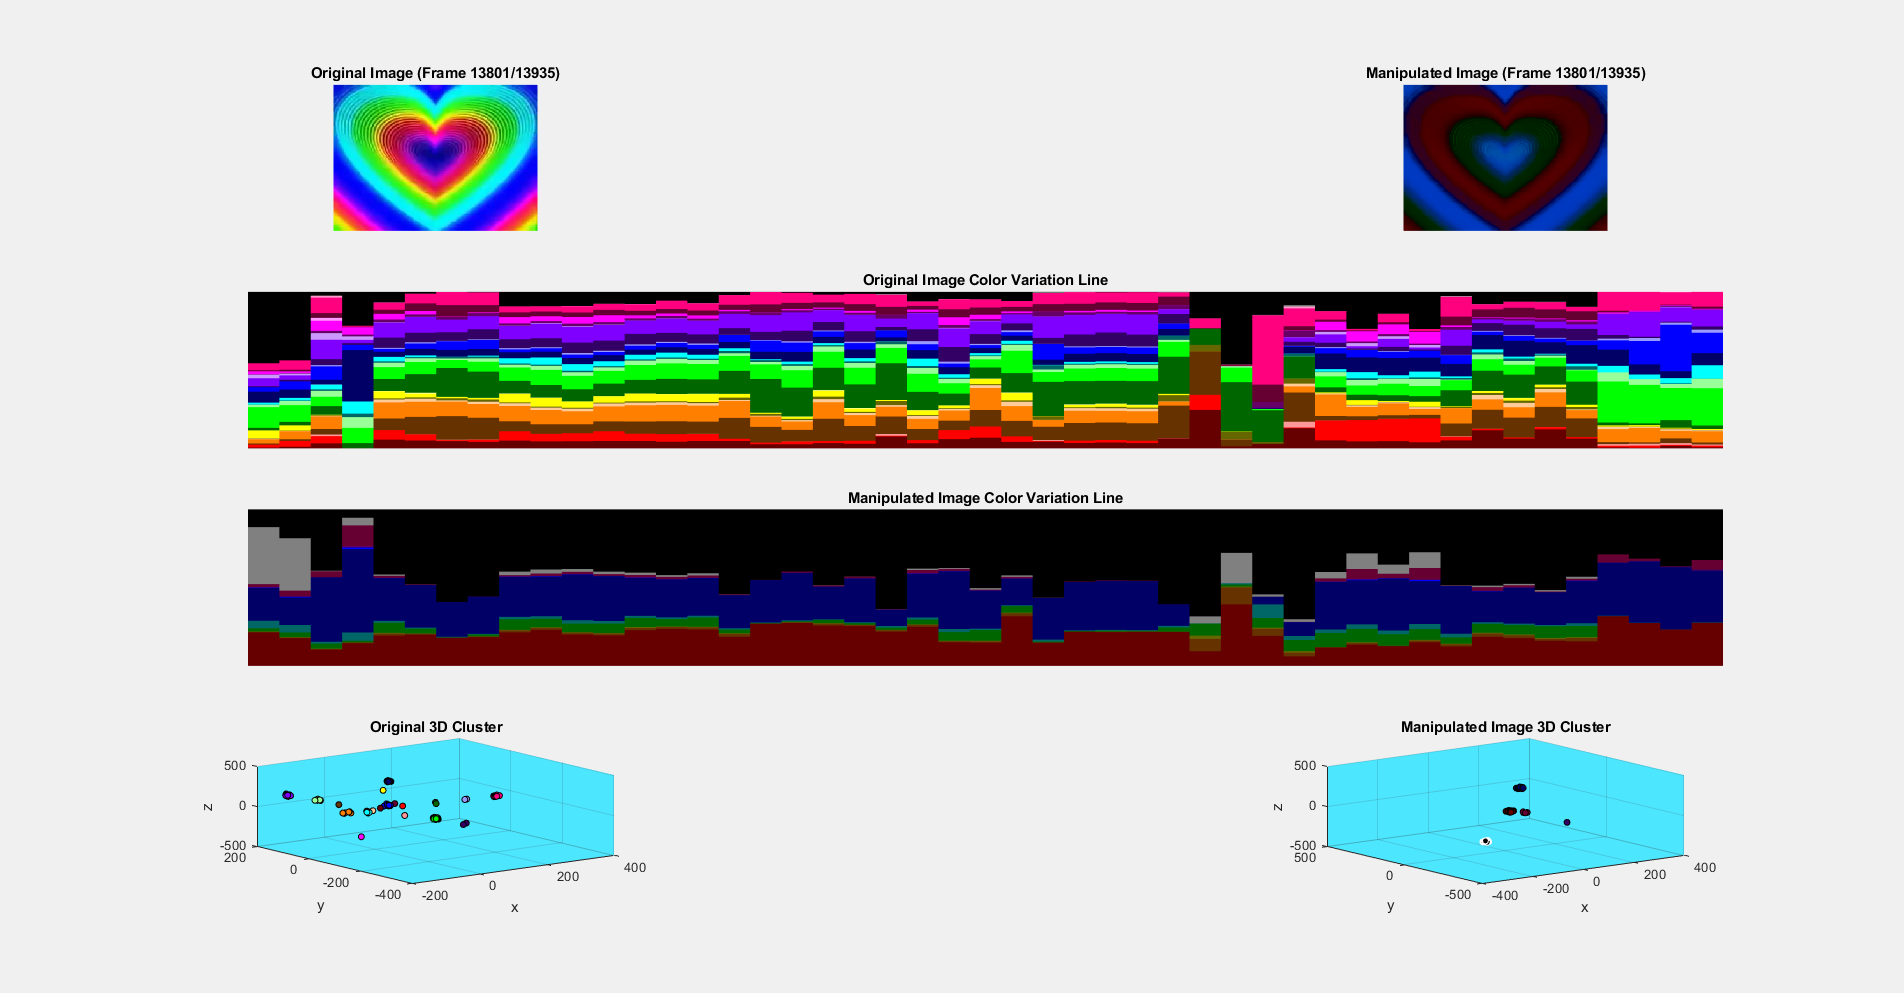 Original Image (Frame 13801/13935)
Manipulated Image (Frame 13801/13935)
Original Image Color Variation Line
Manipulated Image Color Variation Line
Original 3D Cluster
500
0
-500
z
200
0
-200
-400
y
-200
0
200
400
x
Manipulated Image 3D Cluster
500
0
-500
z
500
0
-500
y
-400
-200
0
200
400
x